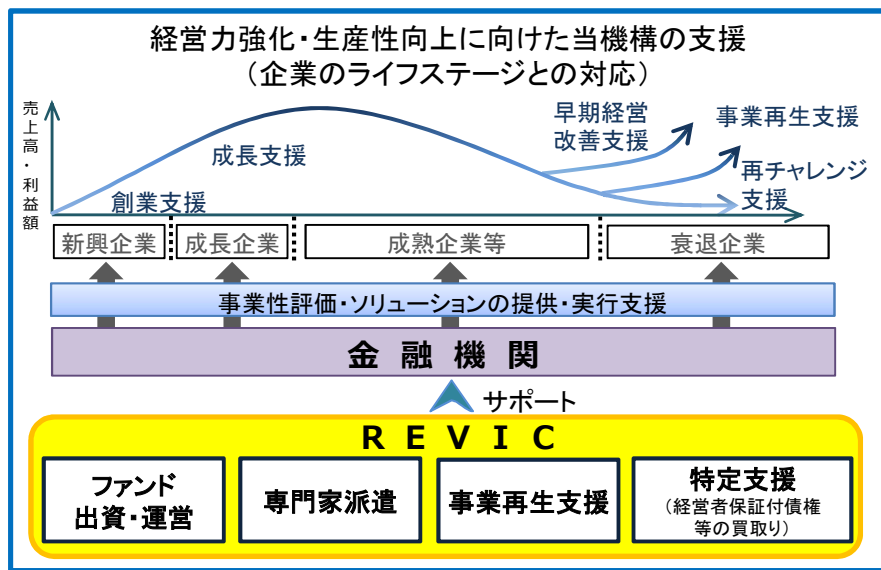 経営力強化・生産性向上に向けた当機構の支援
（企業のライフステージとの対応）
売上高・利益額
早期経営
改善支援
事業再生支援
成長支援
再チャレンジ
支援
創業支援
新興企業
成長企業
成熟企業等
衰退企業
事業性評価・ソリューションの提供・実行支援
金融機関
サポート
ＲＥＶＩＣ
ファンド
出資・運営
専門家派遣
事業再生支援
特定支援
（経営者保証付債権
等の買取り）